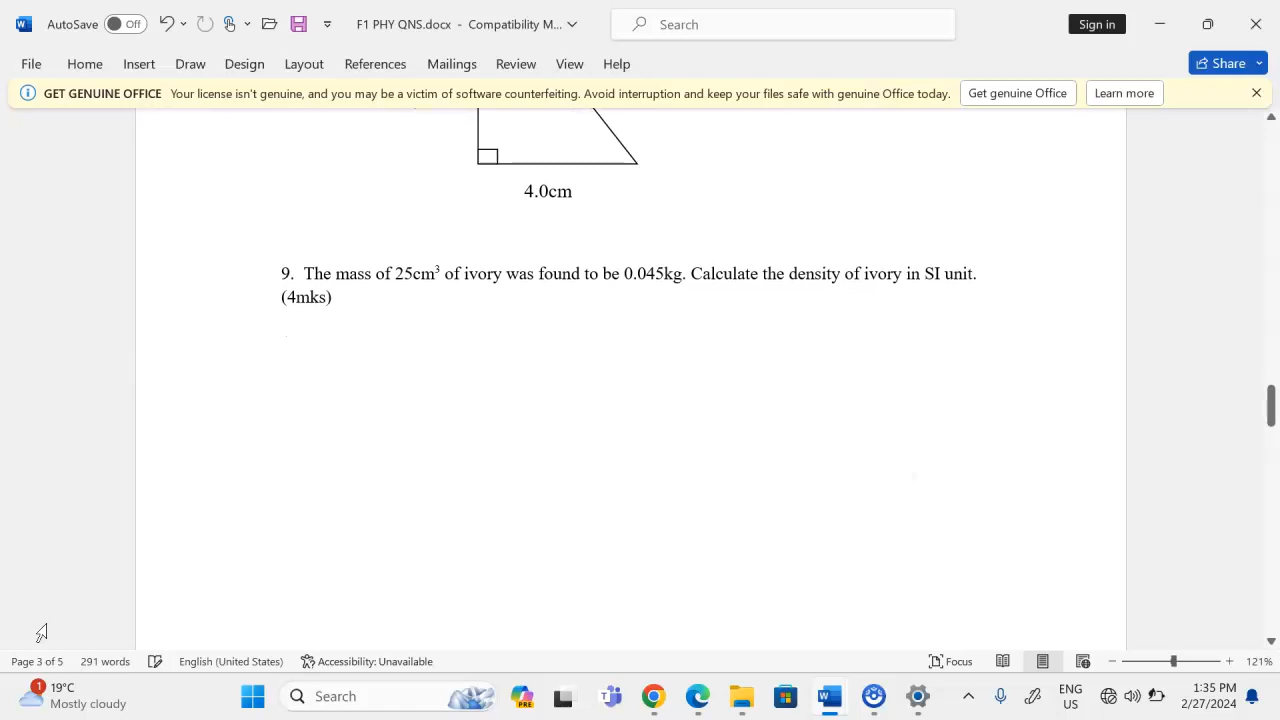 AutoSave Off F1 PHY QNS.docx - Compatibility M... Search Sign in
File Home Insert Draw Design Layout References Mailings Review View Help Share
GET GENUINE OFFICE Your license isn't genuine, and you may be a victim of software counterfeiting. Avoid interruption and keep your files safe with genuine Office today. Get genuine Office Learn more
4.0cm
9. The mass of 25cm³ of ivory was found to be 0.045kg. Calculate the density of ivory in SI unit.
(4mks)
Page 3 of 5 291 words English (United States) Accessibility: Unavailable Focus 121%
1 19°C Search PRE ENG 1:35 PM
Mostly cloudy US 2/27/2024